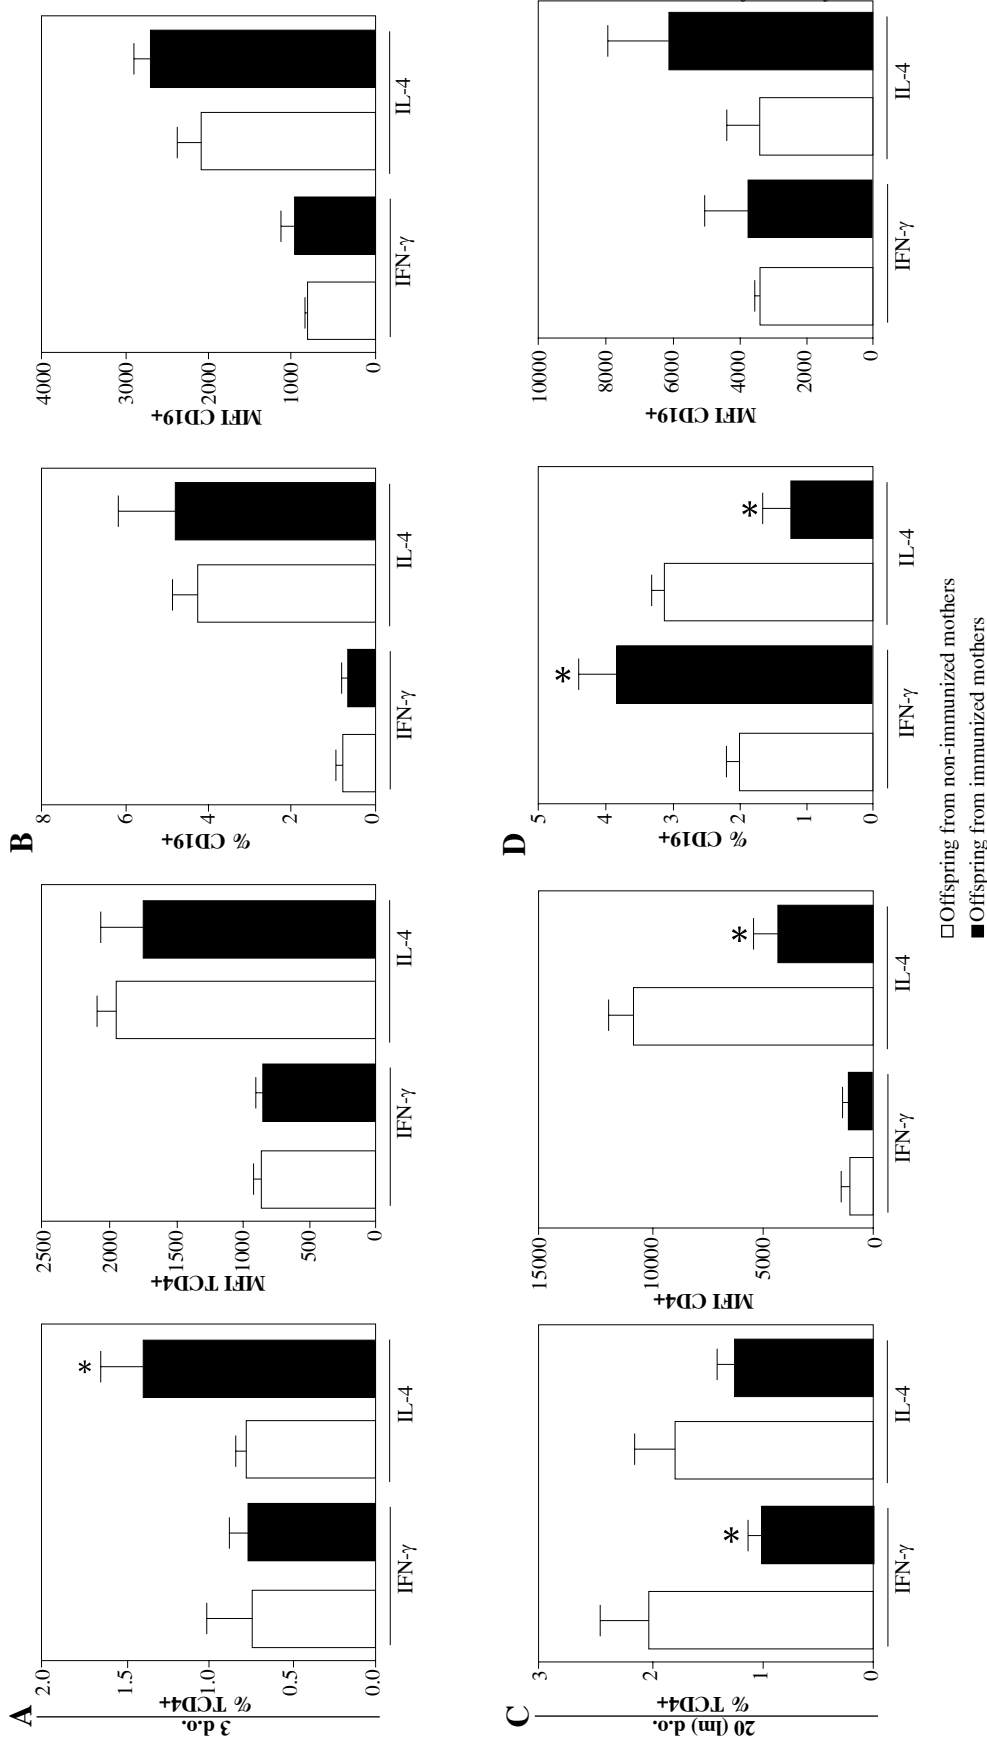 A
3 d.o.
% TCD4+
2.0
1.5
1.0
0.5
0.0
*
IFN-γ
IL-4
MFI TCD4+
2500
2000
1500
1000
500
0
IFN-γ
IL-4
B
% CD19+
8
6
4
2
0
IFN-γ
IL-4
MFI CD19+
4000
3000
2000
1000
0
IFN-γ
IL-4
C
20 (Im) d.o.
% TCD4+
3
2
1
0
*
IFN-γ
IL-4
MFI CD4+
15000
10000
5000
0
*
IFN-γ
IL-4
D
% CD19+
5
4
3
2
1
0
*
*
IFN-γ
IL-4
MFI CD19+
10000
8000
6000
4000
2000
0
IFN-γ
IL-4
Offspring from non-immunized mothers
Offspring from immunized mothers